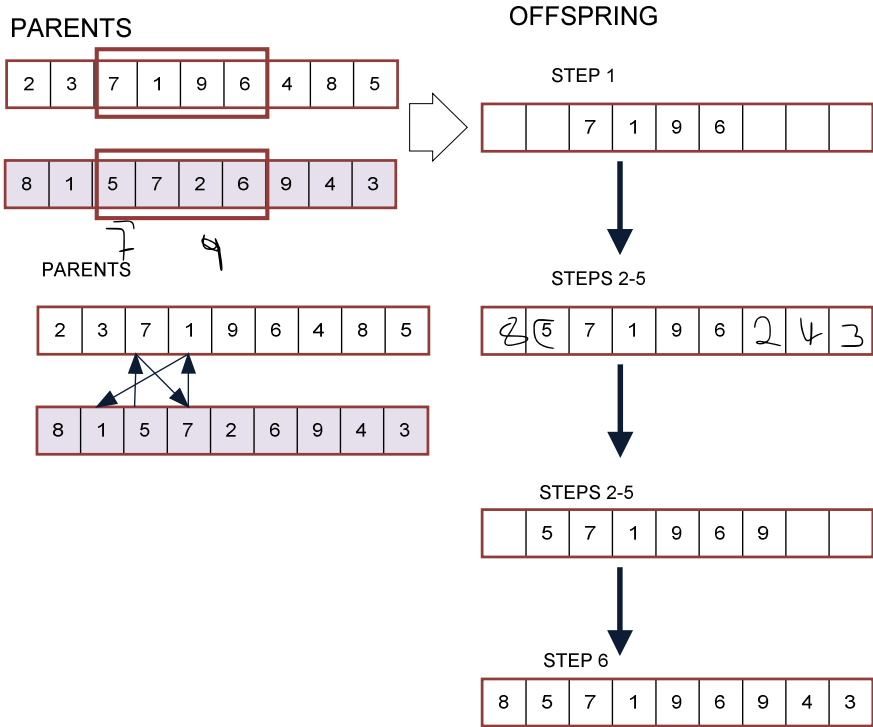 PARENTS
2 3 7 1 9 6 4 8 5
8 1 5 7 2 6 9 4 3
7 9
PARENTS
2 3 7 1 9 6 4 8 5
8 1 5 7 2 6 9 4 3
OFFSPRING
STEP 1
7 1 9 6
STEPS 2-5
8 5 7 1 9 6 2 4 3
STEPS 2-5
5 7 1 9 6 9
STEP 6
8 5 7 1 9 6 9 4 3